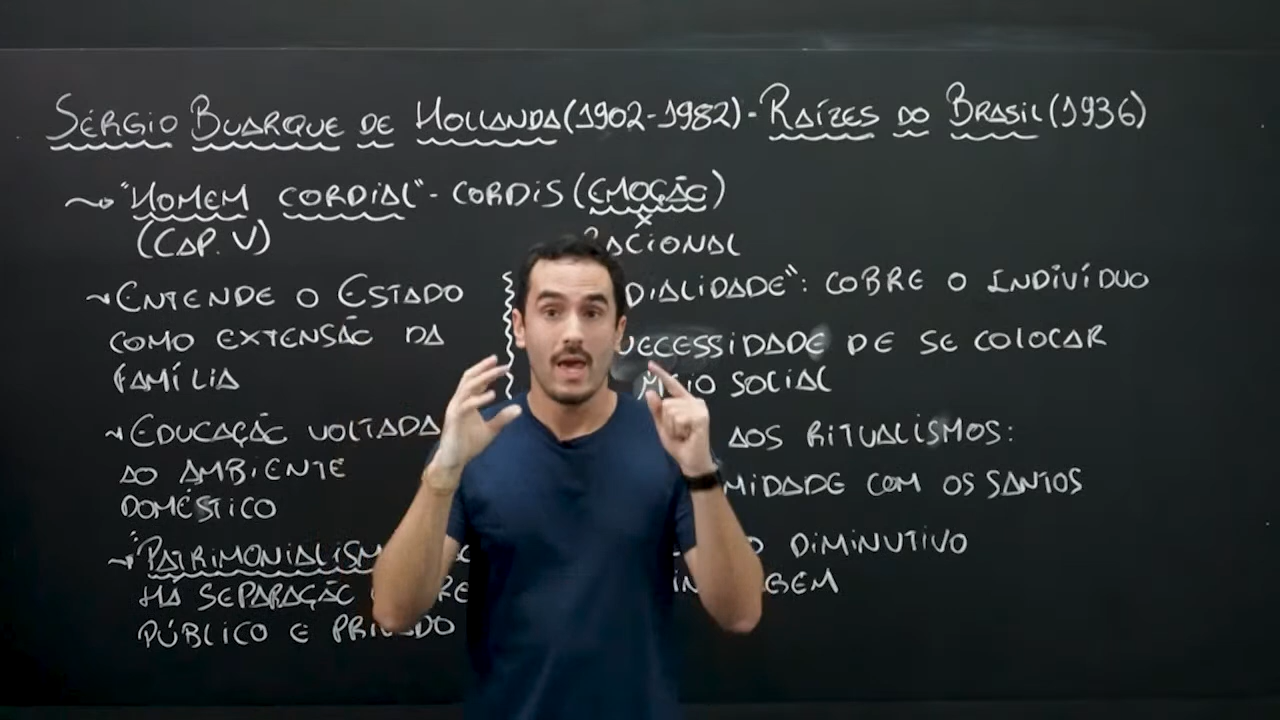 SÉRGIO BUARQUE DE HOLLANDA (1902-1982) - RAÍZES DO BRASIL (1936)
"HOMEM CORDIAL" - CORDIS (EMOÇÃO)
X
(CAP. V) RACIONAL
ENTENDE O ESTADO
COMO EXTENSÃO DA
FAMÍLIA
EDUCAÇÃO VOLTADA
AO AMBIENTE
DOMÉSTICO
"PATRIMONIALISM
HÁ SEPARAÇÃO
PÚBLICO E PRIVADO
DIALIDADE": COBRE O INDIVÍDUO
NECESSIDADE DE SE COLOCAR
MEIO SOCIAL
AOS RITUALISMOS:
MIDADE COM OS SANTOS
O DIMINUTIVO